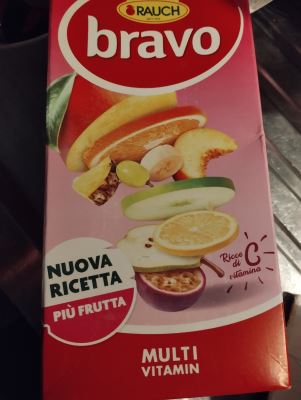 RAUCH
bravo
Ricco
di C
vitamina
NUOVA
RICETTA
PIÙ FRUTTA
MULTI
VITAMIN